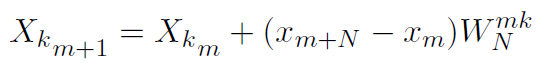 $X_{k_{m+1}} = X_{k_m} + (x_{m+N} - x_m)W_N^{mk}$